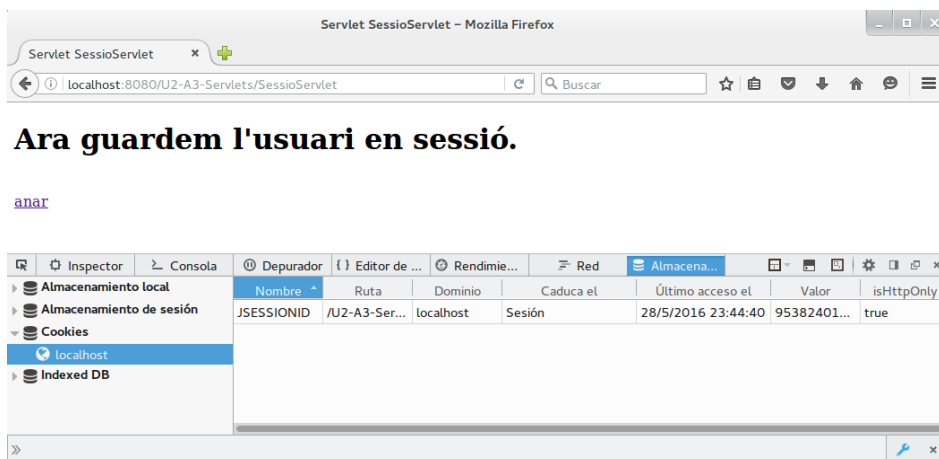 Servlet SessioServlet – Mozilla Firefox
Servlet SessioServlet
localhost:8080/U2-A3-Servlets/SessioServlet
Buscar
Ara guardem l'usuari en sessió.
anar
Inspector Consola Depurador Editor de ... Rendimie... Red Almacena...
Almacenamiento local
Almacenamiento de sesión
Cookies
localhost
Indexed DB
Nombre Ruta Dominio Caduca el Último acceso el Valor isHttpOnly
JSESSIONID /U2-A3-Ser... localhost Sesión 28/5/2016 23:44:40 95382401... true